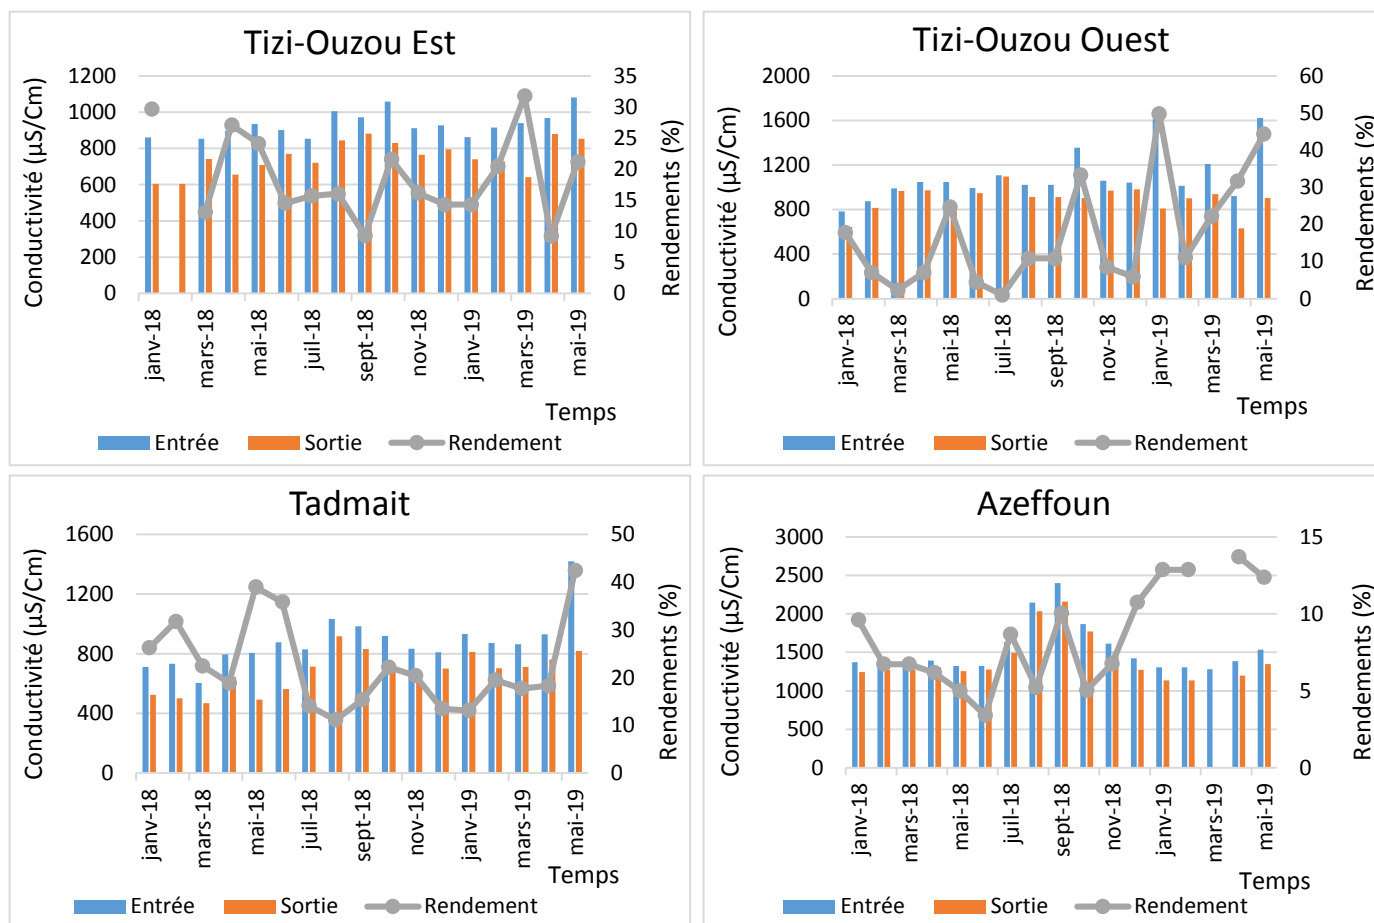 Tizi-Ouzou Est
Conductivité (µS/Cm)
1200
1000
800
600
400
200
0
35
30
25
20
15
10
5
0
Rendements (%)
janv-18
mars-18
mai-18
juil-18
sept-18
nov-18
janv-19
mars-19
mai-19
Temps
Entrée Sortie Rendement
Tizi-Ouzou Ouest
Conductivité (µS/Cm)
2000
1600
1200
800
400
0
60
50
40
30
20
10
0
Rendements (%)
janv-18
mars-18
mai-18
juil-18
sept-18
nov-18
janv-19
mars-19
mai-19
Temps
Entrée Sortie Rendement
Tadmait
Conductivité (µS/Cm)
1600
1200
800
400
0
50
40
30
20
10
0
Rendements (%)
janv-18
mars-18
mai-18
juil-18
sept-18
nov-18
janv-19
mars-19
mai-19
Temps
Entrée Sortie Rendement
Azeffoun
Conductivité (µS/Cm)
3000
2500
2000
1500
1000
500
0
15
10
5
0
Rendements (%)
janv-18
mars-18
mai-18
juil-18
sept-18
nov-18
janv-19
mars-19
mai-19
Temps
Entrée Sortie Rendement